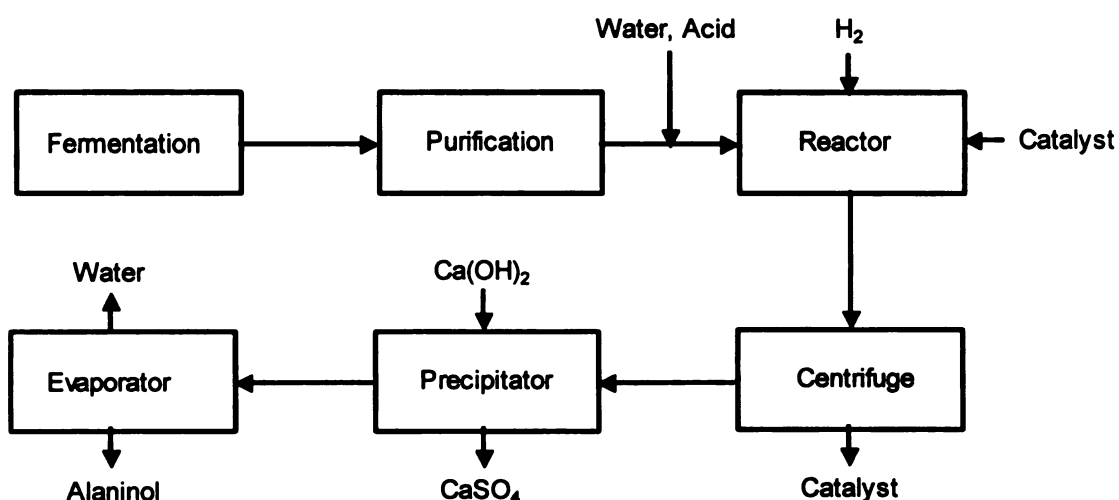 Water, Acid
H₂
Fermentation
Purification
Reactor
Catalyst
Water
Ca(OH)₂
Evaporator
Precipitator
Centrifuge
Alaninol
CaSO₄
Catalyst